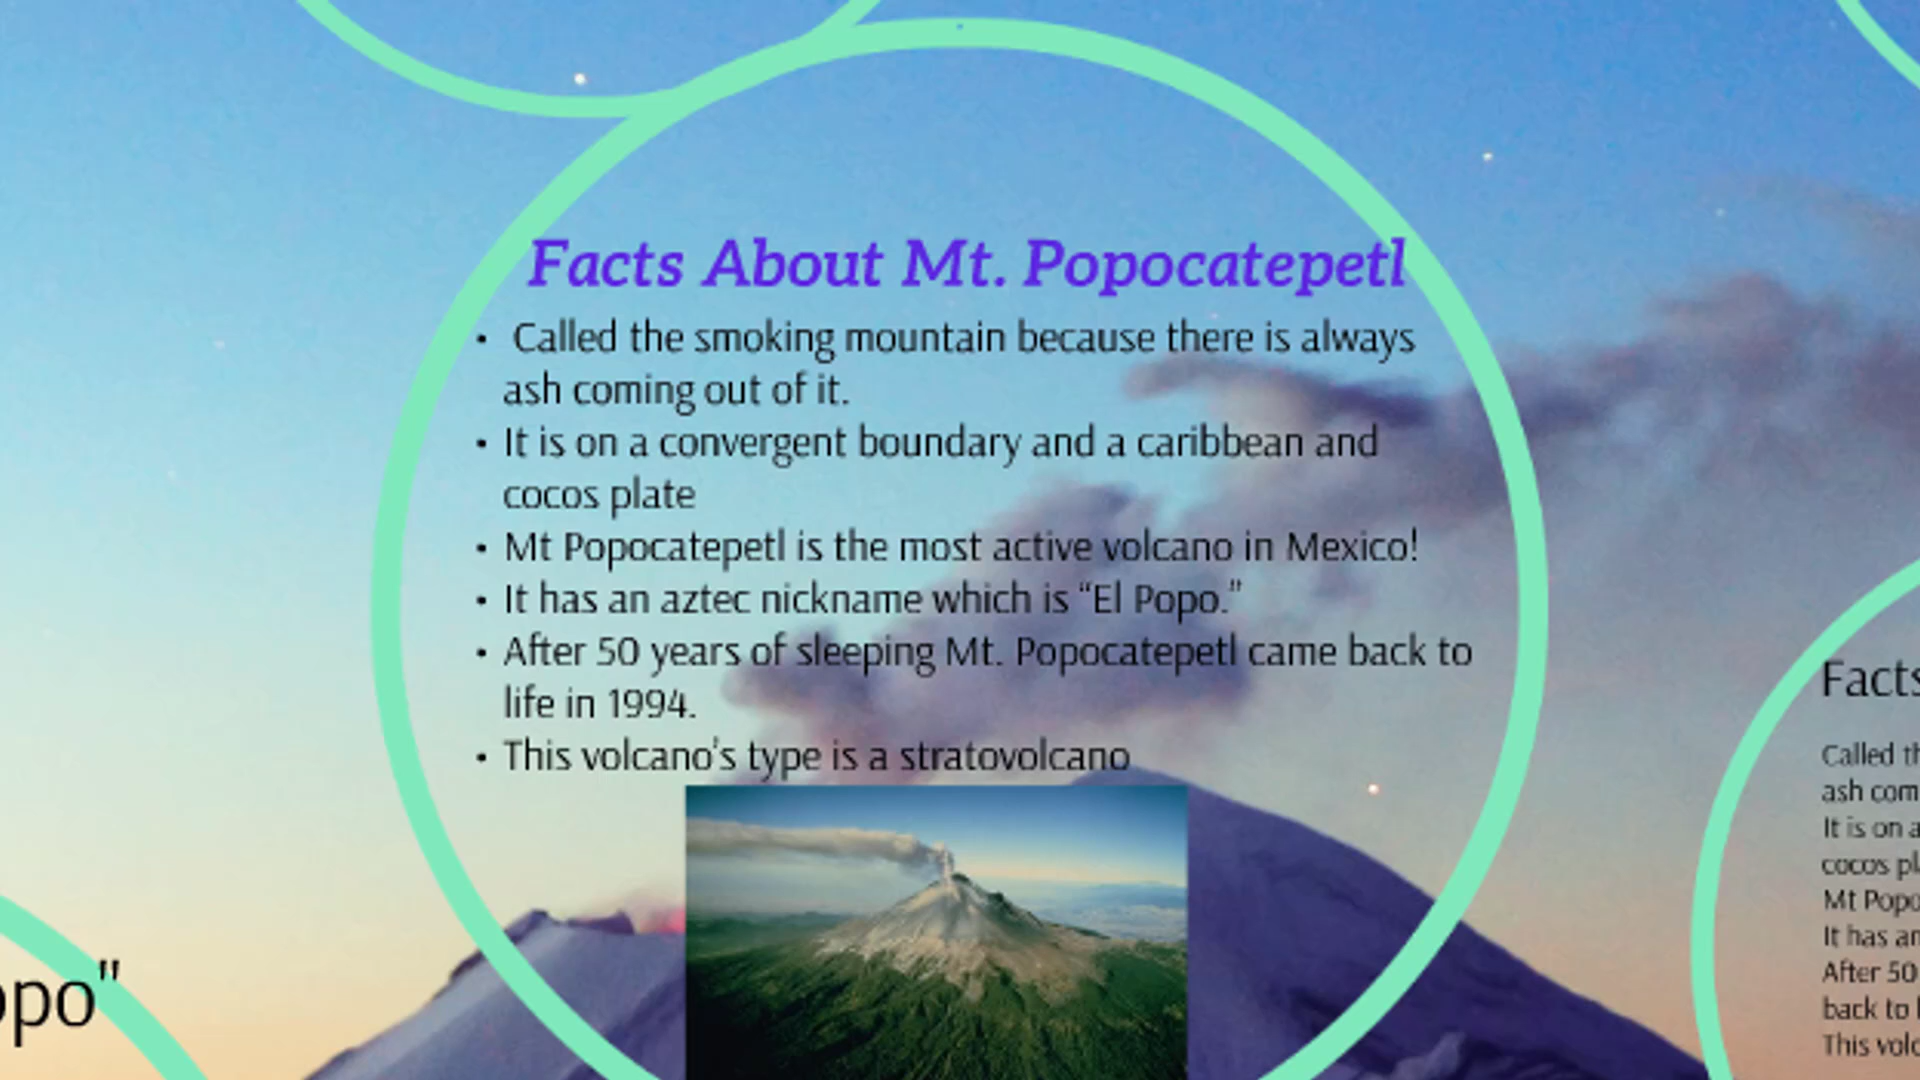 Facts About Mt. Popocatepetl
• Called the smoking mountain because there is always
ash coming out of it.
• It is on a convergent boundary and a caribbean and
cocos plate
• Mt Popocatepetl is the most active volcano in Mexico!
• It has an aztec nickname which is “El Popo.”
• After 50 years of sleeping Mt. Popocatepetl came back to
life in 1994.
• This volcano's type is a stratovolcano
opo"
Facts
Called th
ash com
It is on a
cocos pl
Mt Popo
It has an
After 50
back to l
This volc